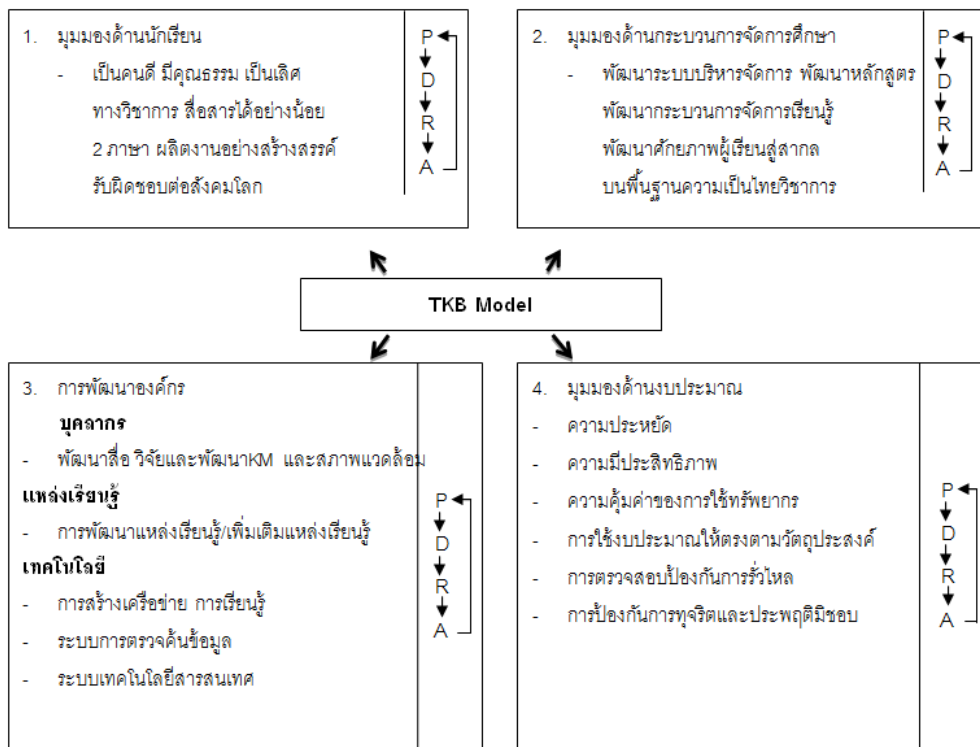 1. มุมมองด้านนักเรียน
- เป็นคนดี มีคุณธรรม เป็นเลิศ
ทางวิชาการ สื่อสารได้อย่างน้อย
2 ภาษา ผลิตงานอย่างสร้างสรรค์
รับผิดชอบต่อสังคมโลก
P
D
R
A
2. มุมมองด้านกระบวนการจัดการศึกษา
- พัฒนาระบบบริหารจัดการ พัฒนาหลักสูตร
พัฒนากระบวนการจัดการเรียนรู้
พัฒนาศักยภาพผู้เรียนสู่สากล
บนพื้นฐานความเป็นไทยวิชาการ
P
D
R
A
TKB Model
3. การพัฒนาองค์กร
บุคลากร
- พัฒนาสื่อ วิจัยและพัฒนาKM และสภาพแวดล้อม
แหล่งเรียนรู้
- การพัฒนาแหล่งเรียนรู้/เพิ่มเติมแหล่งเรียนรู้
เทคโนโลยี
- การสร้างเครือข่าย การเรียนรู้
- ระบบการตรวจค้นข้อมูล
- ระบบเทคโนโลยีสารสนเทศ
P
D
R
A
4. มุมมองด้านงบประมาณ
- ความประหยัด
- ความมีประสิทธิภาพ
- ความคุ้มค่าของการใช้ทรัพยากร
- การใช้งบประมาณให้ตรงตามวัตถุประสงค์
- การตรวจสอบป้องกันการรั่วไหล
- การป้องกันการทุจริตและประพฤติมิชอบ
P
D
R
A